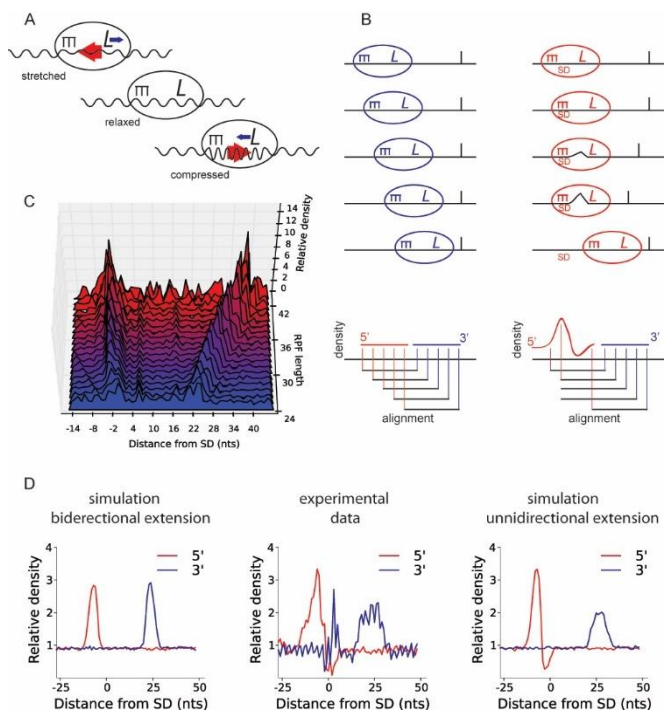 A
B
m L
stretched
m L
relaxed
m L
compressed
m L
m L
m L
m L
m L
m L
SD
m L
SD
m L
SD
m L
SD
m L
SD
C
14
12
10
8
6
4
2
0
Relative density
42
36
30
24
RPF length
-14 -8 -2 4 10 16 22 28 34 40
Distance from SD (nts)
density
5' 3'
alignment
density
5' 3'
alignment
D
simulation
biderectional extension
experimental
data
simulation
unnidirectional extension
4
3
2
1
Relative density
5'
3'
-25 0 25 50
Distance from SD (nts)
4
3
2
1
Relative density
5'
3'
-25 0 25 50
Distance from SD (nts)
4
3
2
1
Relative density
5'
3'
-25 0 25 50
Distance from SD (nts)